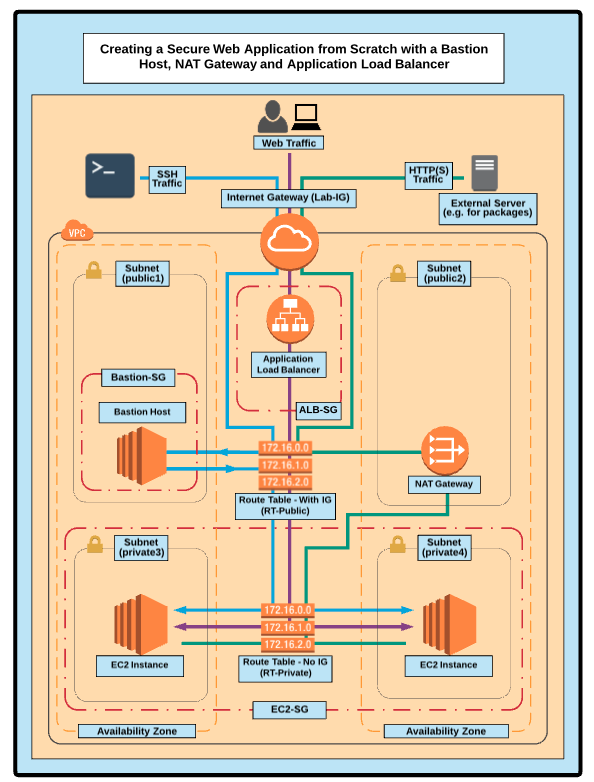 Creating a Secure Web Application from Scratch with a Bastion
Host, NAT Gateway and Application Load Balancer
Web Traffic
>_
SSH
Traffic
HTTP(S)
Traffic
Internet Gateway (Lab-IG)
External Server
(e.g. for packages)
VPC
Subnet
(public1)
Subnet
(public2)
Application
Load Balancer
Bastion-SG
ALB-SG
Bastion Host
172.16.0.0
172.16.1.0
172.16.2.0
NAT Gateway
Route Table - With IG
(RT-Public)
Subnet
(private3)
Subnet
(private4)
172.16.0.0
172.16.1.0
172.16.2.0
EC2 Instance
Route Table - No IG
(RT-Private)
EC2 Instance
EC2-SG
Availability Zone
Availability Zone